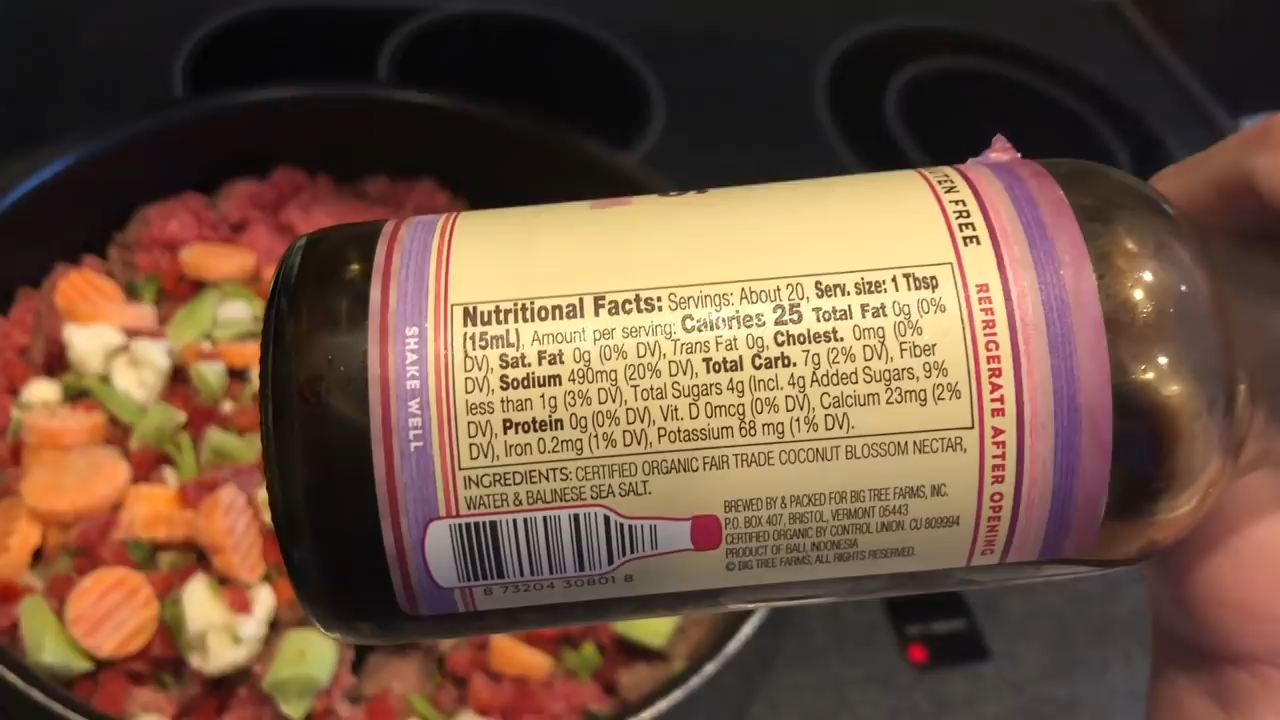 SHAKE WELL
Nutritional Facts: Servings: About 20, Serv. size: 1 Tbsp
(15mL), Amount per serving: Calories 25 Total Fat 0g (0%
DV), Sat. Fat 0g (0% DV), Trans Fat 0g, Cholest. 0mg (0%
DV), Sodium 490mg (20% DV), Total Carb. 7g (2% DV), Fiber
less than 1g (3% DV), Total Sugars 4g (Incl. 4g Added Sugars, 9%
DV), Protein 0g(0% DV), Vit. D 0mcg (0% DV), Calcium 23mg (2%
DV), Iron 0.2mg (1% DV), Potassium 68 mg (1% DV).
INGREDIENTS: CERTIFIED ORGANIC FAIR TRADE COCONUT BLOSSOM NECTAR,
WATER & BALINESE SEA SALT.
BREWED BY & PACKED FOR BIG TREE FARMS, INC.
P.O. BOX 407, BRISTOL, VERMONT 05443
CERTIFIED ORGANIC BY CONTROL UNION. CU 809994
PRODUCT OF BALI, INDONESIA
© BIG TREE FARMS, ALL RIGHTS RESERVED.
8 73204 30801 8
UTEN FREE
REFRIGERATE AFTER OPENING